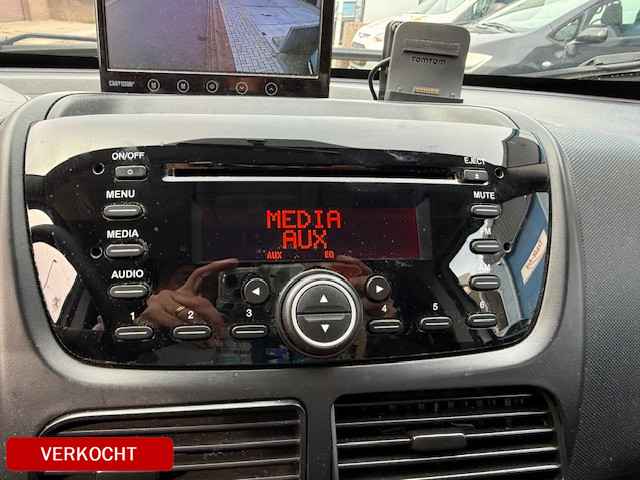 TOMTOM
ON/OFF
EJECT
MENU
MUTE
MEDIA
AUX
MEDIA
AUX EQ
AUDIO
1 2 3 4 5 6
VERKOCHT